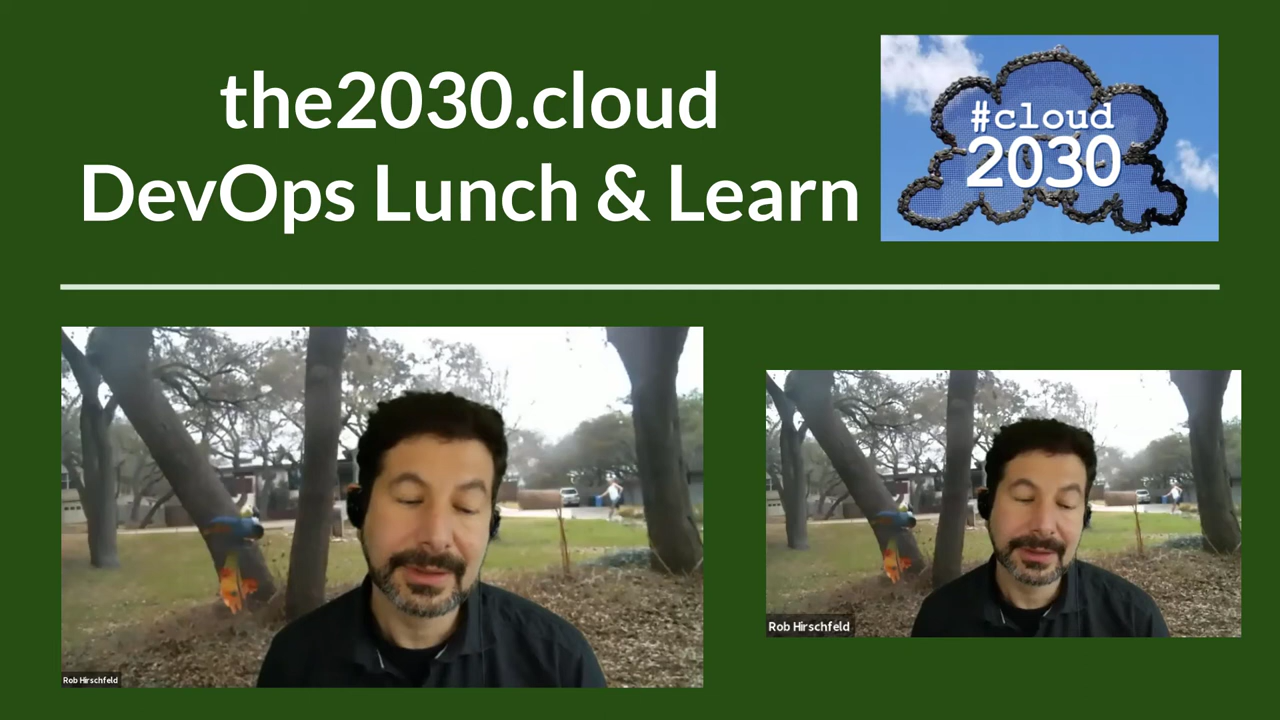 the2030.cloud
DevOps Lunch & Learn
#cloud
2030
Rob Hirschfeld
Rob Hirschfeld